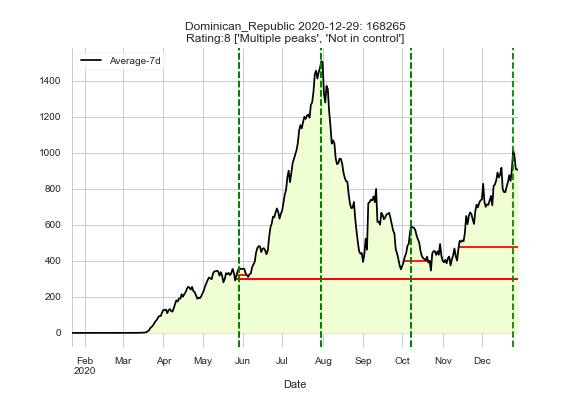 Dominican_Republic 2020-12-29: 168265
Rating:8 ['Multiple peaks', 'Not in control']
Average-7d
1400
1200
1000
800
600
400
200
0
Feb Mar Apr May Jun Jul Aug Sep Oct Nov Dec
2020
Date